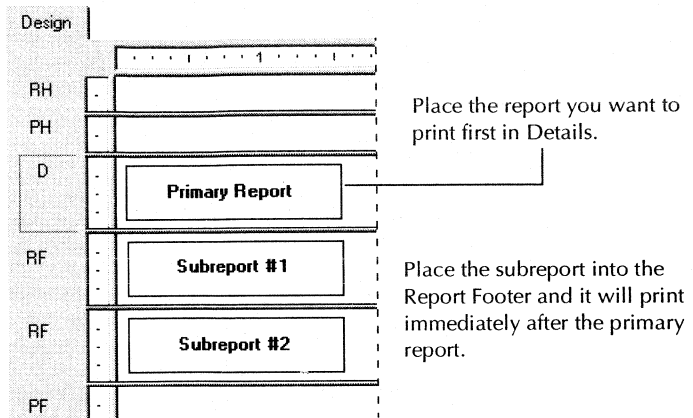 Design
1
RH
PH
D
RF
RF
PF
Primary Report
Subreport #1
Subreport #2
Place the report you want to
print first in Details.
Place the subreport into the
Report Footer and it will print
immediately after the primary
report.